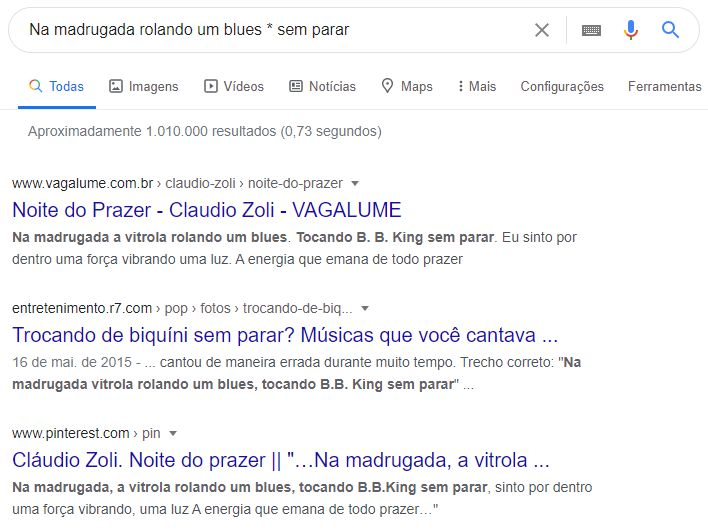 Na madrugada rolando um blues * sem parar
Todas Imagens Vídeos Notícias Maps Mais Configurações Ferramentas
Aproximadamente 1.010.000 resultados (0,73 segundos)
www.vagalume.com.br › claudio-zoli › noite-do-prazer
Noite do Prazer - Claudio Zoli - VAGALUME
Na madrugada a vitrola rolando um blues. Tocando B. B. King sem parar. Eu sinto por
dentro uma força vibrando uma luz. A energia que emana de todo prazer
entretenimento.r7.com › pop › fotos › trocando-de-biq...
Trocando de biquíni sem parar? Músicas que você cantava ...
16 de mai. de 2015 - ... cantou de maneira errada durante muito tempo. Trecho correto: "Na
madrugada vitrola rolando um blues, tocando B.B. King sem parar" ...
www.pinterest.com › pin
Cláudio Zoli. Noite do prazer || "…Na madrugada, a vitrola ...
Na madrugada, a vitrola rolando um blues, tocando B.B.King sem parar, sinto por dentro
uma força vibrando, uma luz A energia que emana de todo prazer…"